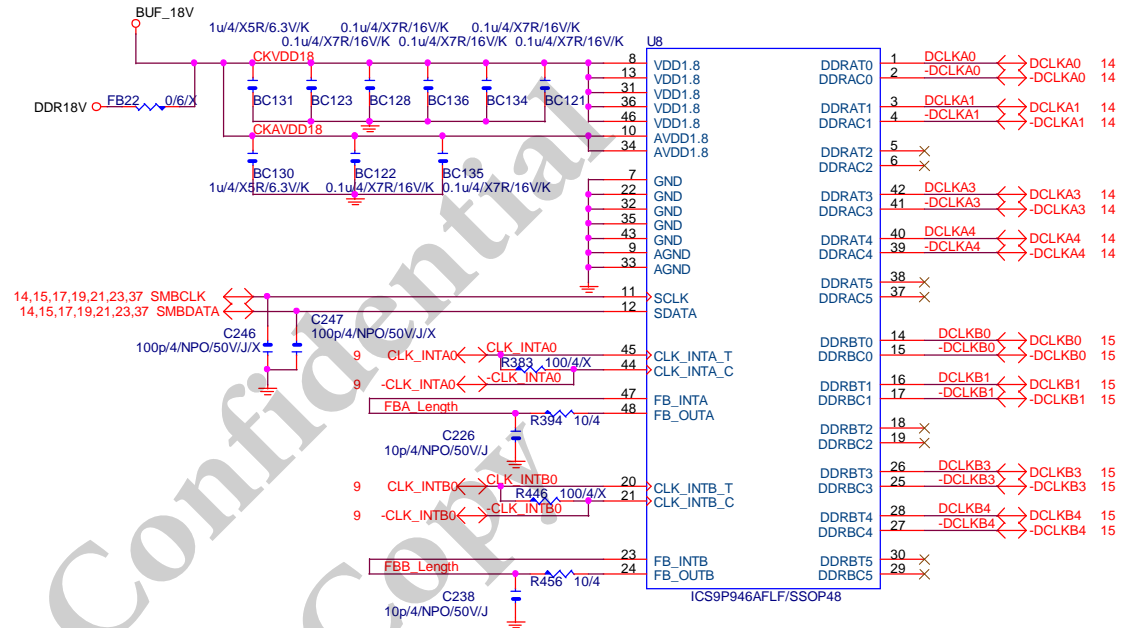 BUF_18V
1u/4/X5R/6.3V/K 0.1u/4/X7R/16V/K 0.1u/4/X7R/16V/K
0.1u/4/X7R/16V/K 0.1u/4/X7R/16V/K 0.1u/4/X7R/16V/K
CKVDD18
DDR18V FB22 0/6/X
BC131 BC123 BC128 BC136 BC134 BC121
CKAVDD18
BC130 BC122 BC135
1u/4/X5R/6.3V/K 0.1u/4/X7R/16V/K 0.1u/4/X7R/16V/K
14,15,17,19,21,23,37 SMBCLK
14,15,17,19,21,23,37 SMBDATA
C246
100p/4/NPO/50V/J/X
C247
100p/4/NPO/50V/J/X
9 CLK_INTA0 CLK_INTA0
R383 100/4/X
9 -CLK_INTA0 -CLK_INTA0
FBA_Length
R394 10/4
C226
10p/4/NPO/50V/J
9 CLK_INTB0 CLK_INTB0
R446 100/4/X
9 -CLK_INTB0 -CLK_INTB0
FBB_Length
R456 10/4
C238
10p/4/NPO/50V/J
U8
8 VDD1.8
13 VDD1.8
31 VDD1.8
36 VDD1.8
46 VDD1.8
10 AVDD1.8
34 AVDD1.8
7 GND
22 GND
32 GND
35 GND
43 GND
9 AGND
33 AGND
11 SCLK
12 SDATA
45 CLK_INTA_T
44 CLK_INTA_C
47 FB_INTA
48 FB_OUTA
20 CLK_INTB_T
21 CLK_INTB_C
23 FB_INTB
24 FB_OUTB
DDRAT0 1 DCLKA0 DCLKA0 14
DDRAC0 2 -DCLKA0 -DCLKA0 14
DDRAT1 3 DCLKA1 DCLKA1 14
DDRAC1 4 -DCLKA1 -DCLKA1 14
DDRAT2 5
DDRAC2 6
DDRAT3 42 DCLKA3 DCLKA3 14
DDRAC3 41 -DCLKA3 -DCLKA3 14
DDRAT4 40 DCLKA4 DCLKA4 14
DDRAC4 39 -DCLKA4 -DCLKA4 14
DDRAT5 38
DDRAC5 37
DDRBT0 14 DCLKB0 DCLKB0 15
DDRBC0 15 -DCLKB0 -DCLKB0 15
DDRBT1 16 DCLKB1 DCLKB1 15
DDRBC1 17 -DCLKB1 -DCLKB1 15
DDRBT2 18
DDRBC2 19
DDRBT3 26 DCLKB3 DCLKB3 15
DDRBC3 25 -DCLKB3 -DCLKB3 15
DDRBT4 28 DCLKB4 DCLKB4 15
DDRBC4 27 -DCLKB4 -DCLKB4 15
DDRBT5 30
DDRBC5 29
ICS9P946AFLF/SSOP48
Confidential
Copy